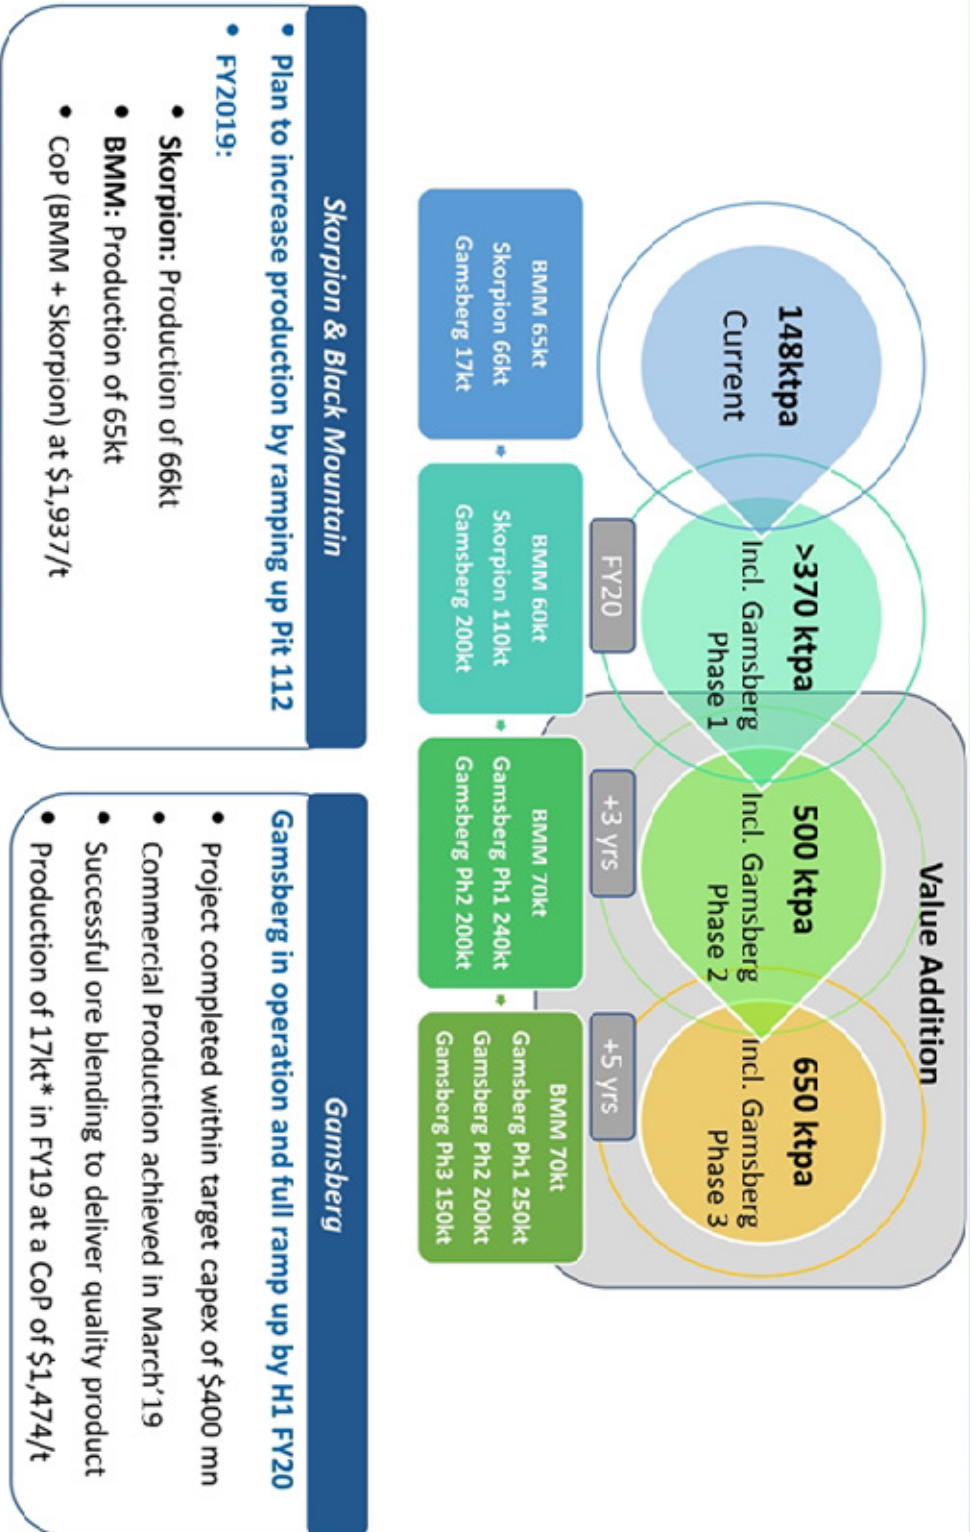 Value Addition
148ktpa
Current
>370 ktpa
Incl. Gamsberg
Phase 1
500 ktpa
Incl. Gamsberg
Phase 2
650 ktpa
Incl. Gamsberg
Phase 3
FY20
+3 yrs
+5 yrs
BMM 65kt
Skorpion 66kt
Gamsberg 17kt
BMM 60kt
Skorpion 110kt
Gamsberg 200kt
BMM 70kt
Gamsberg Ph1 240kt
Gamsberg Ph2 200kt
BMM 70kt
Gamsberg Ph1 250kt
Gamsberg Ph2 200kt
Gamsberg Ph3 150kt
Skorpion & Black Mountain
• Plan to increase production by ramping up Pit 112
• FY2019:
• Skorpion: Production of 66kt
• BMM: Production of 65kt
• CoP (BMM + Skorpion) at $1,937/t
Gamsberg
Gamsberg in operation and full ramp up by H1 FY20
• Project completed within target capex of $400 mn
• Commercial Production achieved in March'19
• Successful ore blending to deliver quality product
• Production of 17kt* in FY19 at a CoP of $1,474/t